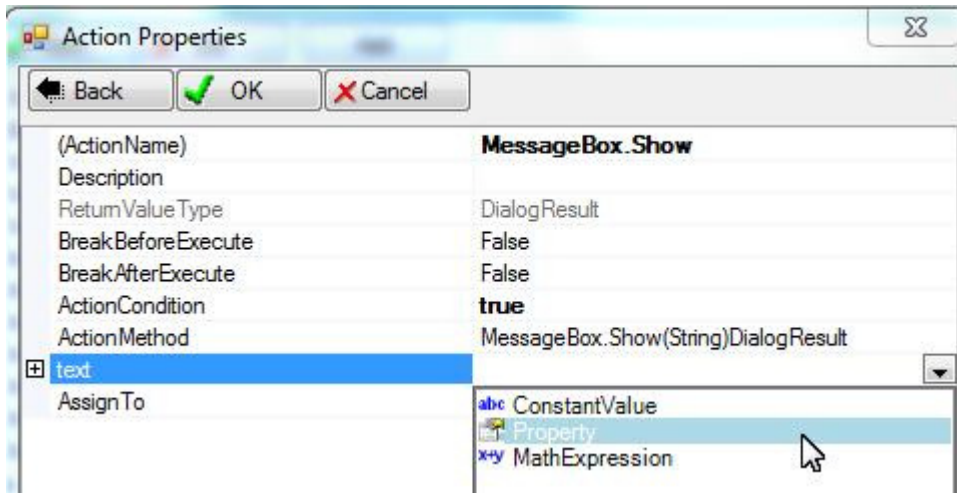 Action Properties
Back OK Cancel
(ActionName) MessageBox.Show
Description
ReturnValueType DialogResult
BreakBeforeExecute False
BreakAfterExecute False
ActionCondition true
ActionMethod MessageBox.Show(String)DialogResult
text
AssignTo
abc ConstantValue
Property
x+y MathExpression